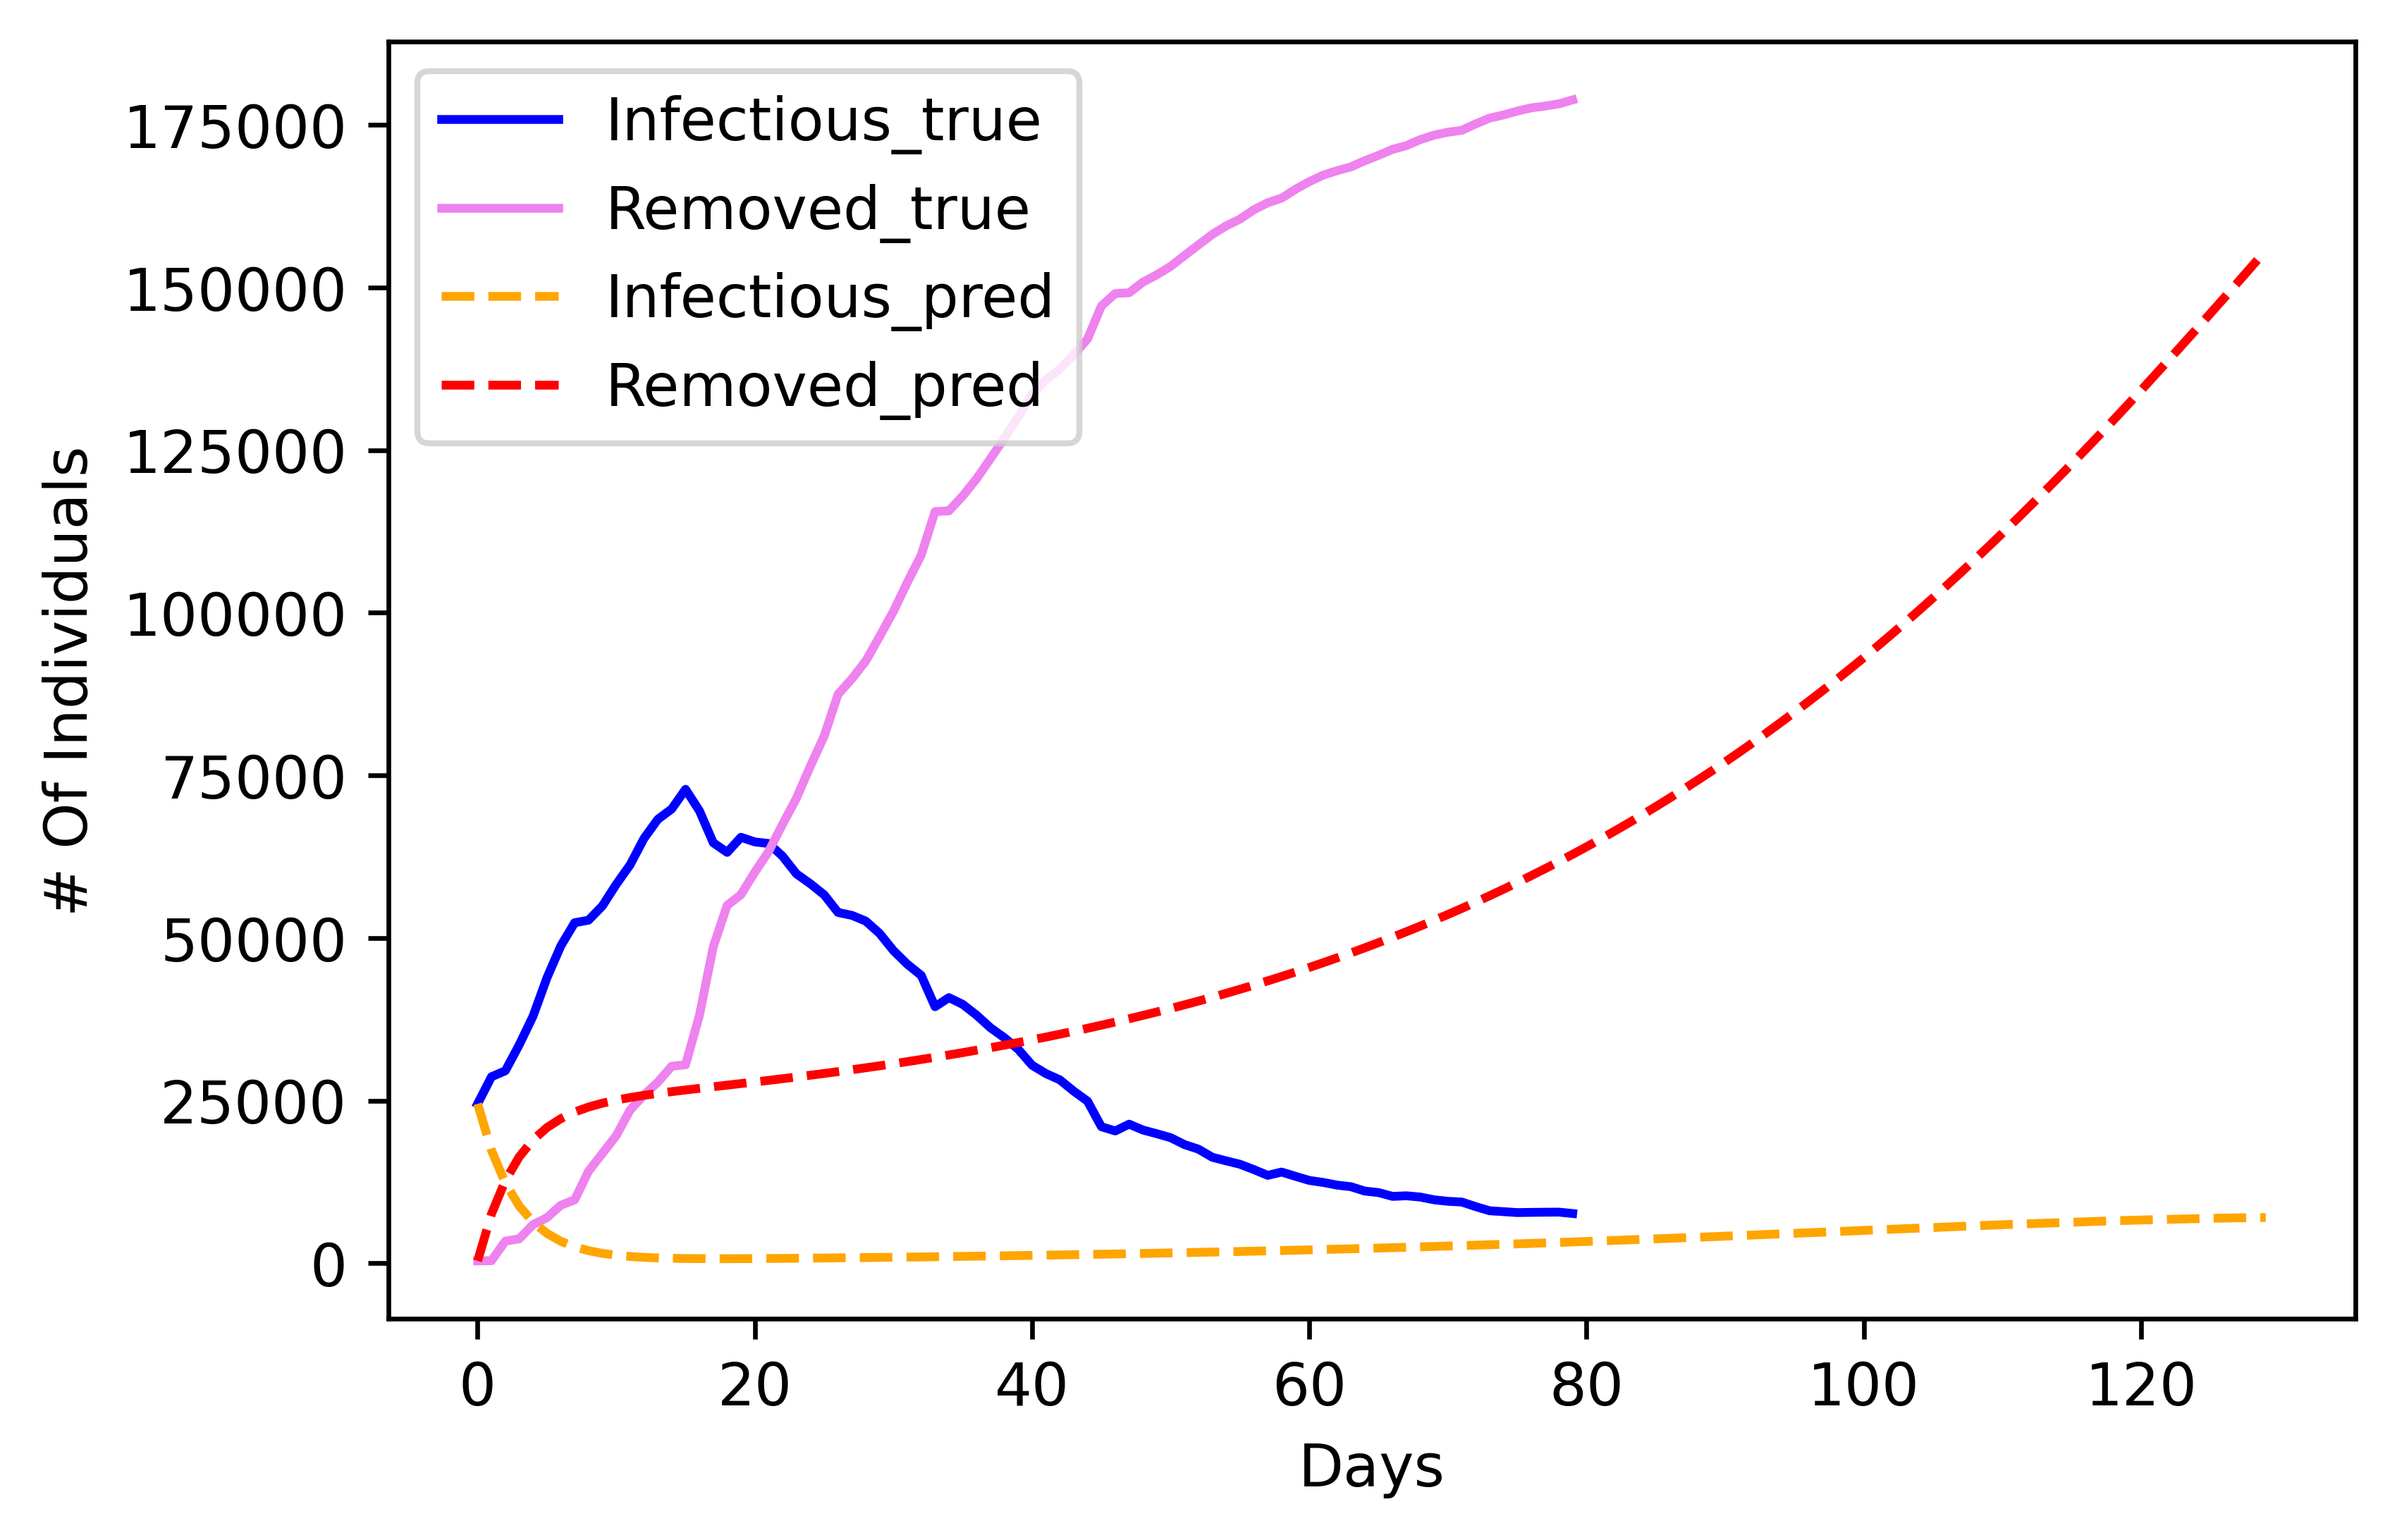 Infectious_true
Removed_true
Infectious_pred
Removed_pred
175000
150000
125000
100000
75000
50000
25000
0
# Of Individuals
0 20 40 60 80 100 120
Days